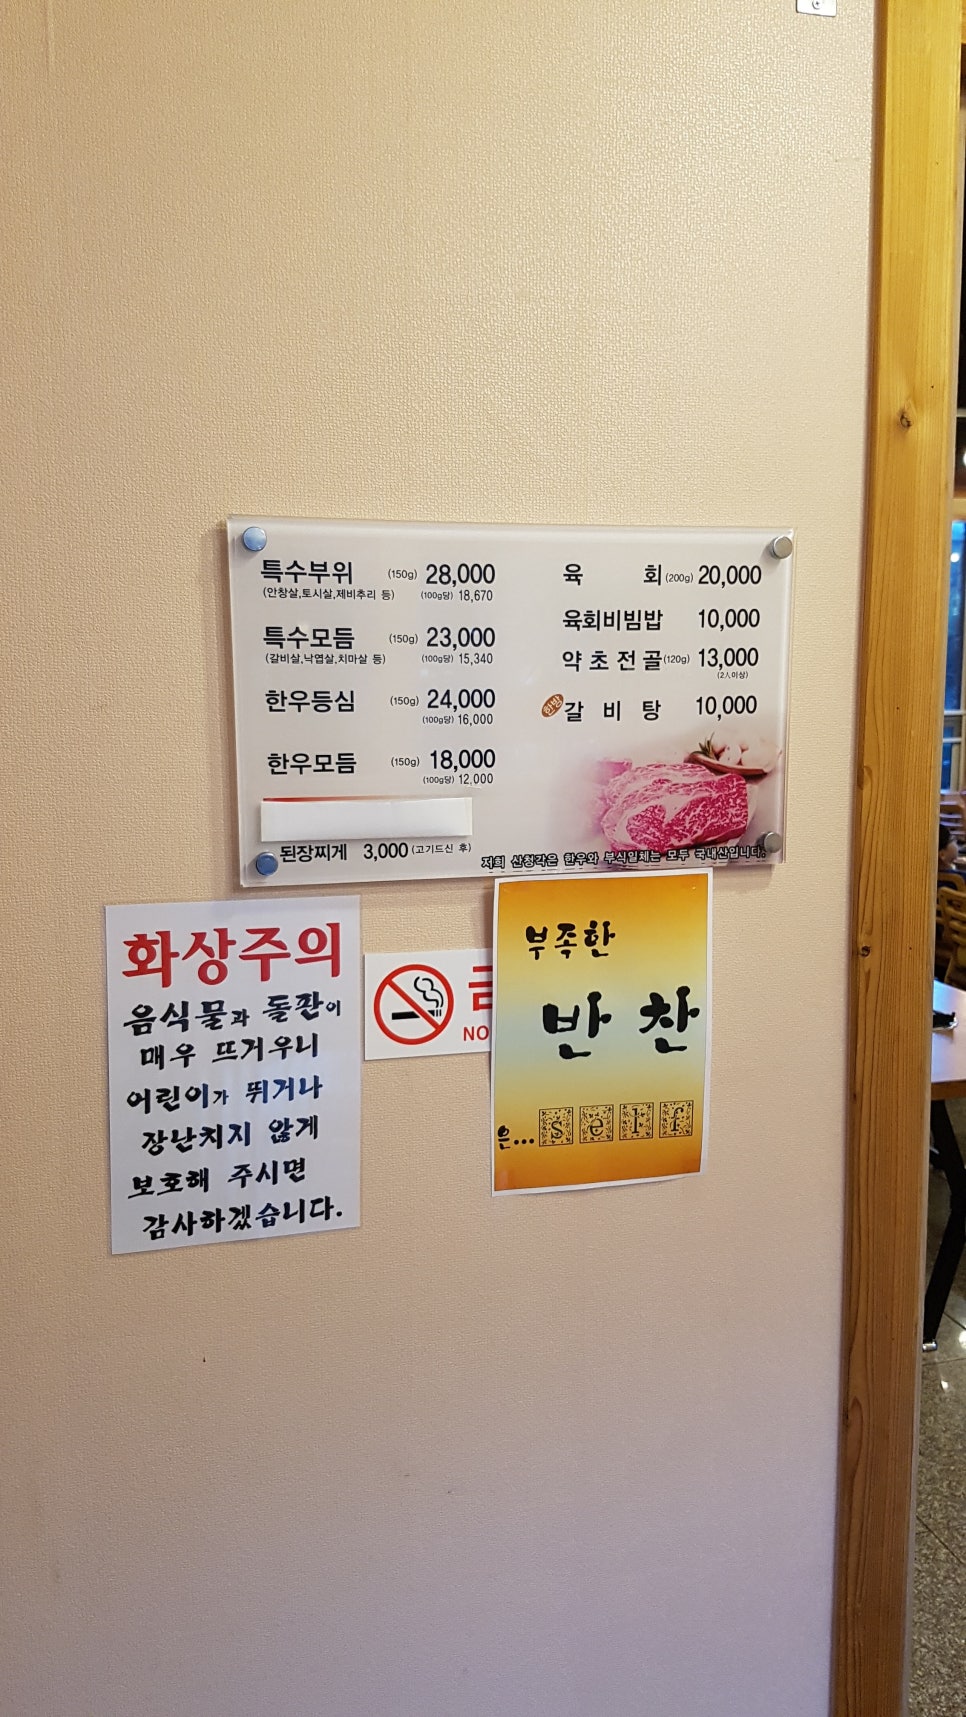 특수부위 (150g) 28,000
(안창살,토시살,제비추리 등) (100g당) 18,670
특수모듬 (150g) 23,000
(갈비살,낙엽살,치마살 등) (100g당) 15,340
한우등심 (150g) 24,000
(100g당) 16,000
한우모듬 (150g) 18,000
(100g당) 12,000
된장찌게 3,000 (고기드신 후)
육 회 (200g) 20,000
육회비빔밥 10,000
약초전골 (120g) 13,000
(2人이상)
한방 갈비탕 10,000
저희 산청각은 한우와 부식일체는 모두 국내산입니다.
화상주의
음식물과 돌판이
매우 뜨거우니
어린이가 뛰거나
장난치지 않게
보호해 주시면
감사하겠습니다.
NO
부족한
반찬
은... self